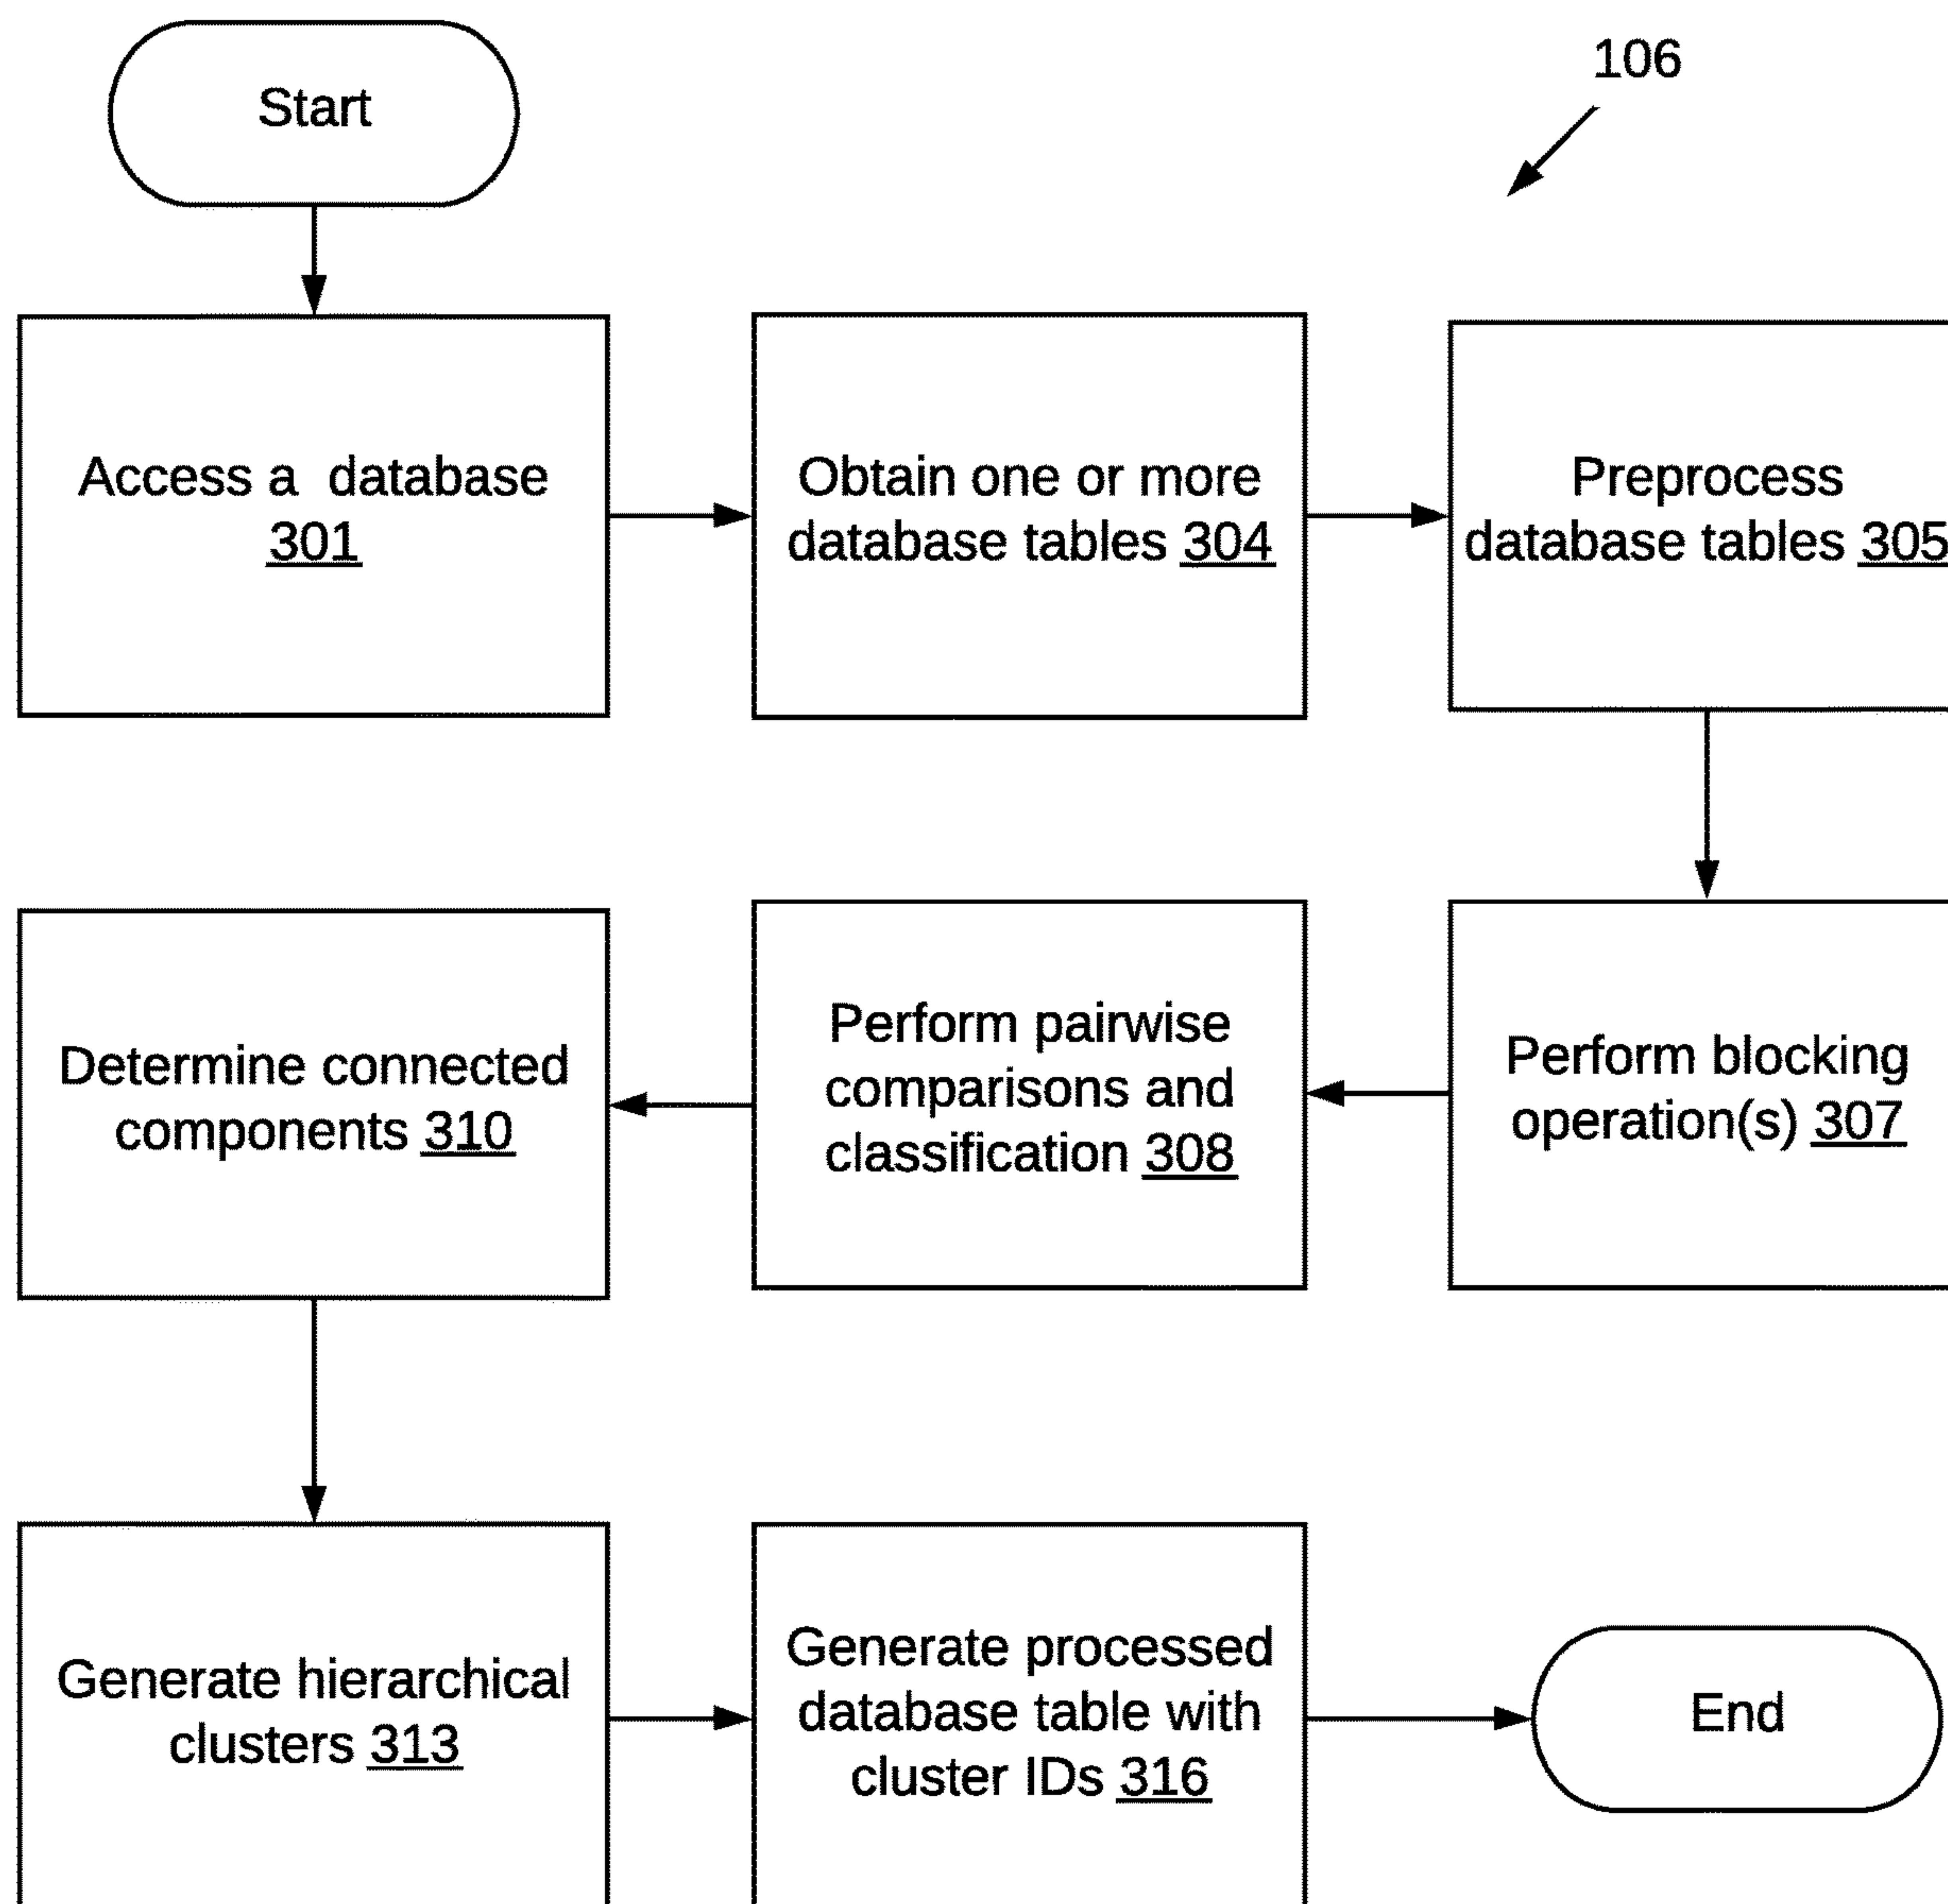 Start
106
Access a  database
301
Obtain one or more
database tables 304
Preprocess
database tables 305
Perform blocking
operation(s) 307
Perform pairwise
comparisons and
classification 308
Determine connected
components 310
Generate hierarchical
clusters 313
Generate processed
database table with
cluster IDs 316
End